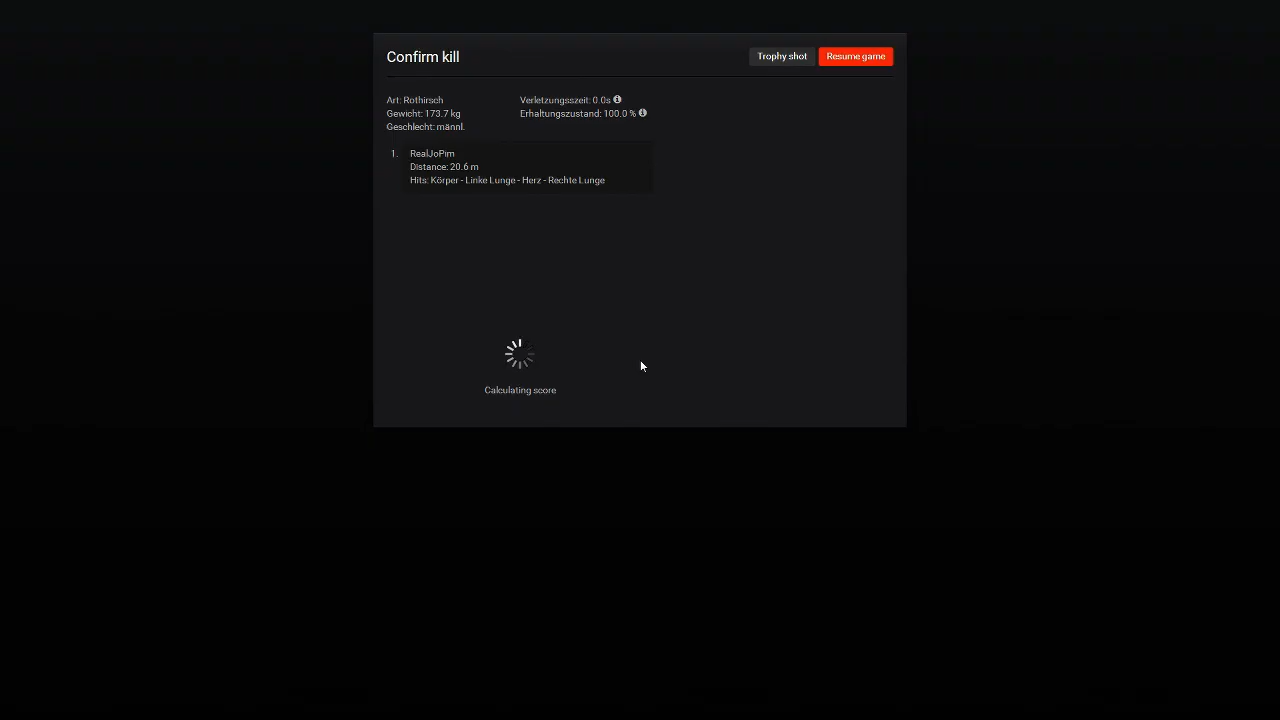 Confirm kill
Trophy shot
Resume game
Art: Rothirsch
Gewicht: 173.7 kg
Geschlecht: männl.
Verletzungsszeit: 0.0s
Erhaltungszustand: 100.0 %
1. RealJoPim
Distance: 20.6 m
Hits: Körper - Linke Lunge - Herz - Rechte Lunge
Calculating score